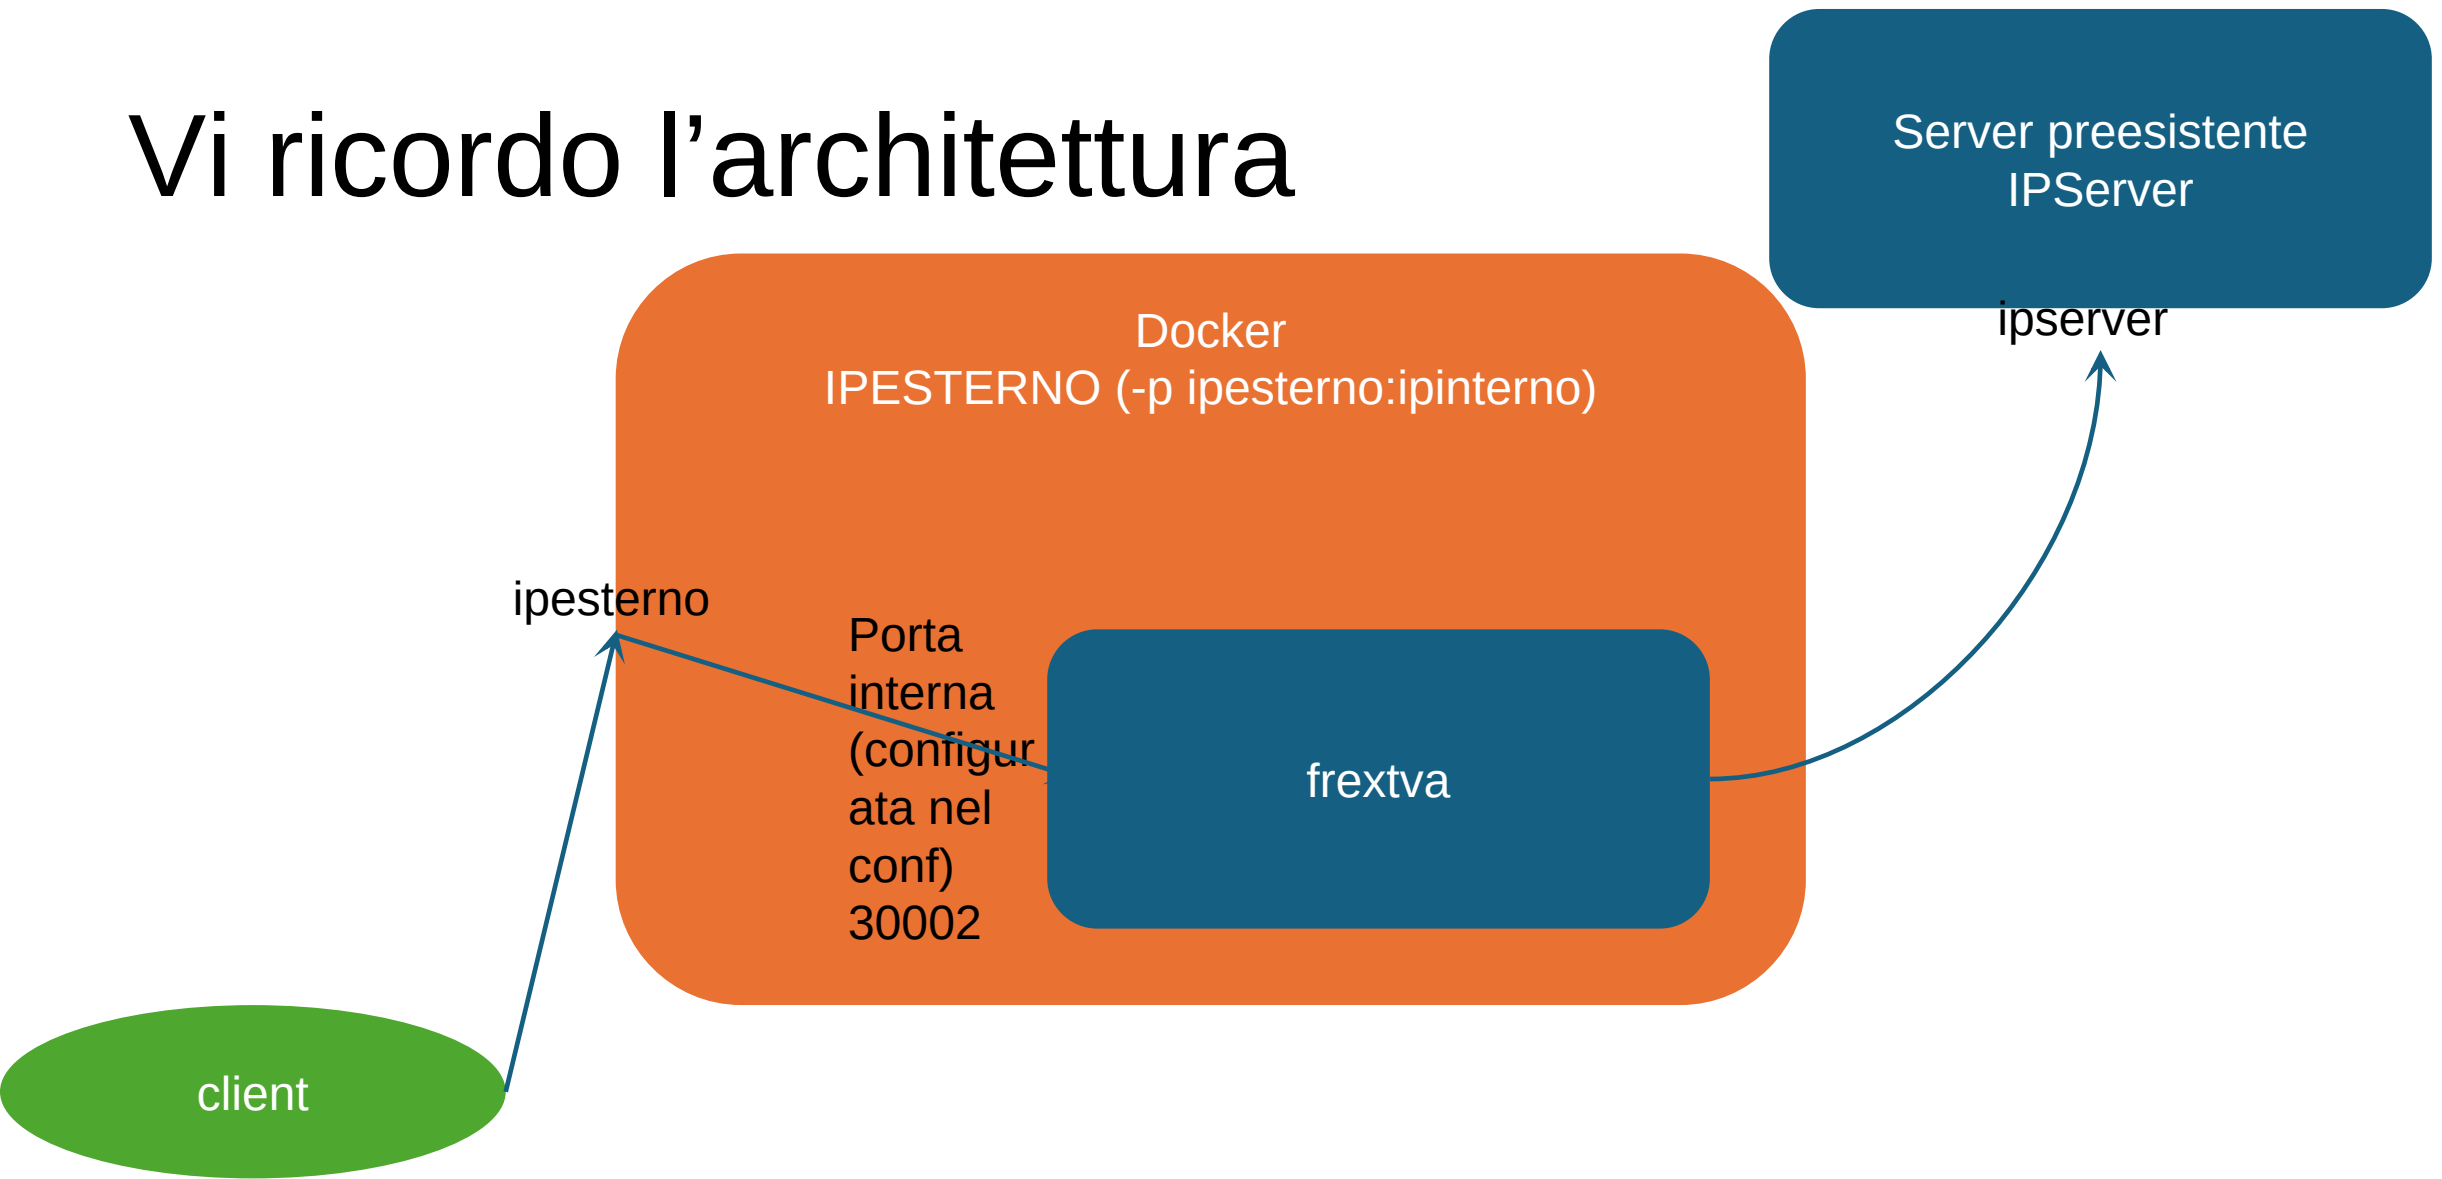 Vi ricordo l’architettura
Server preesistente
IPServer
ipserver
Docker
IPESTERNO (-p ipesterno:ipinterno)
ipesterno
Porta
interna
(configur
ata nel
conf)
30002
frextva
client